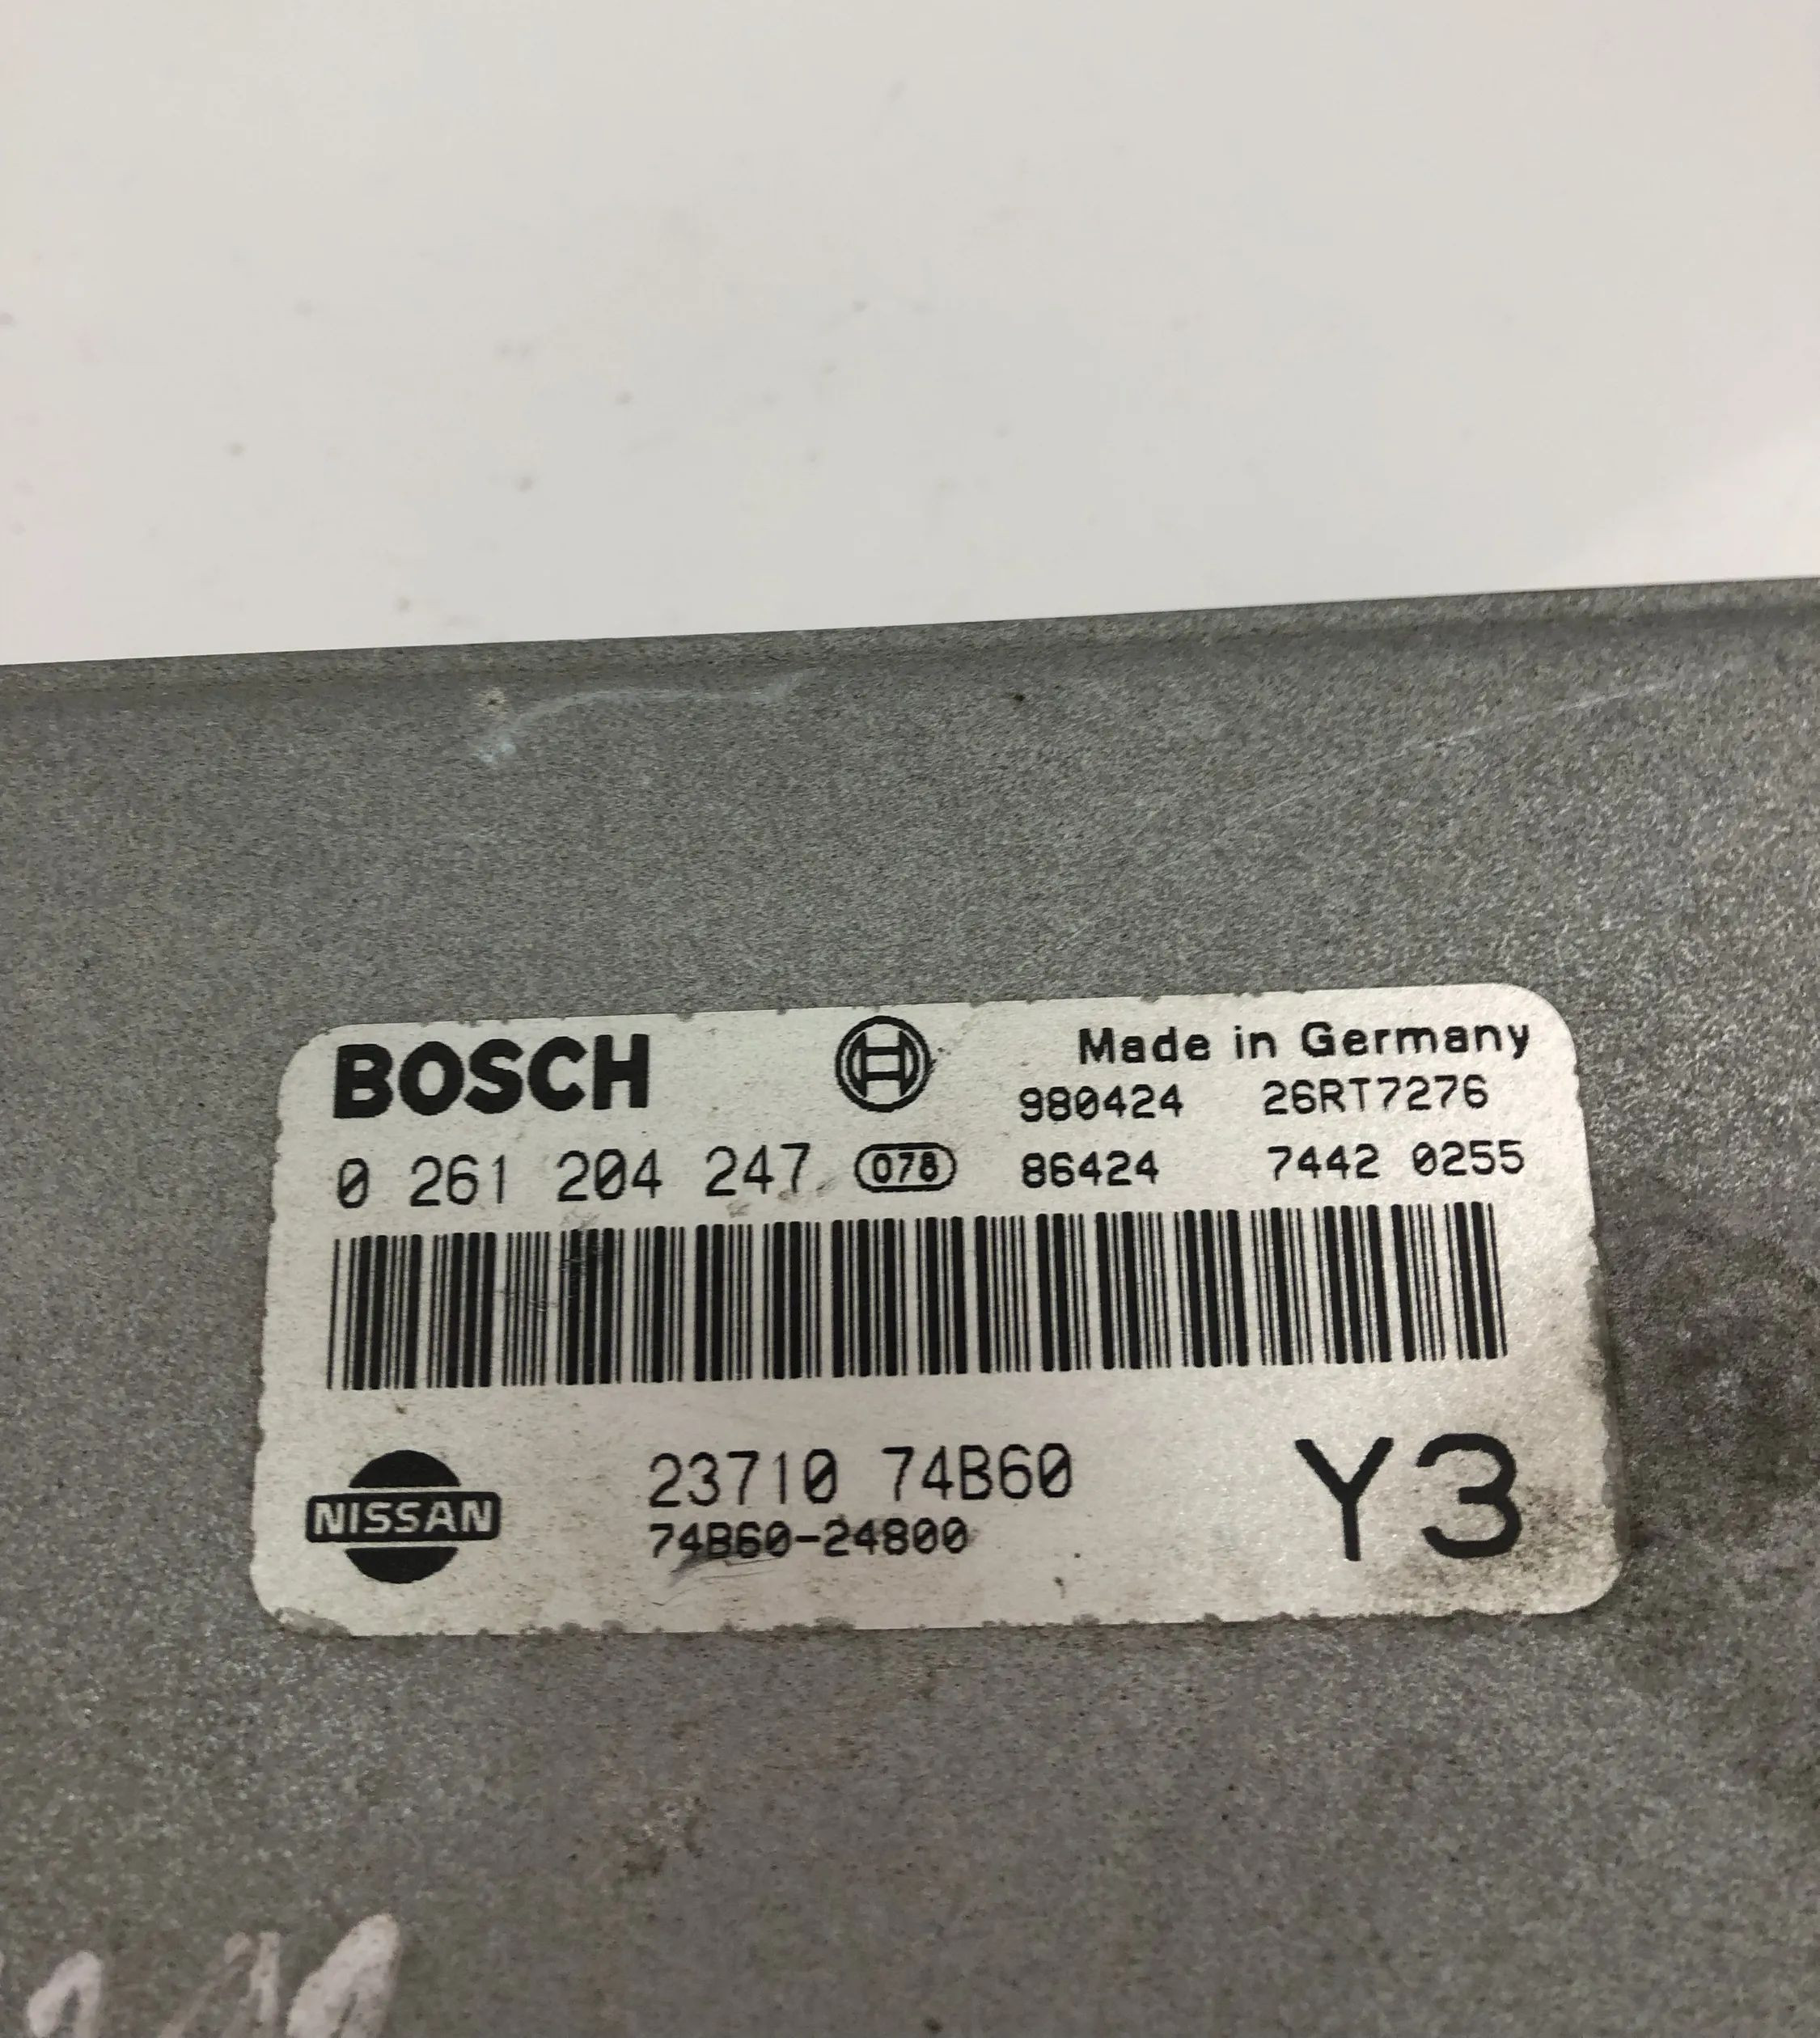 BOSCH
Made in Germany
980424 26RT7276
0 261 204 247 078 86424 7442 0255
NISSAN
23710 74B60
74B60-24800
Y3